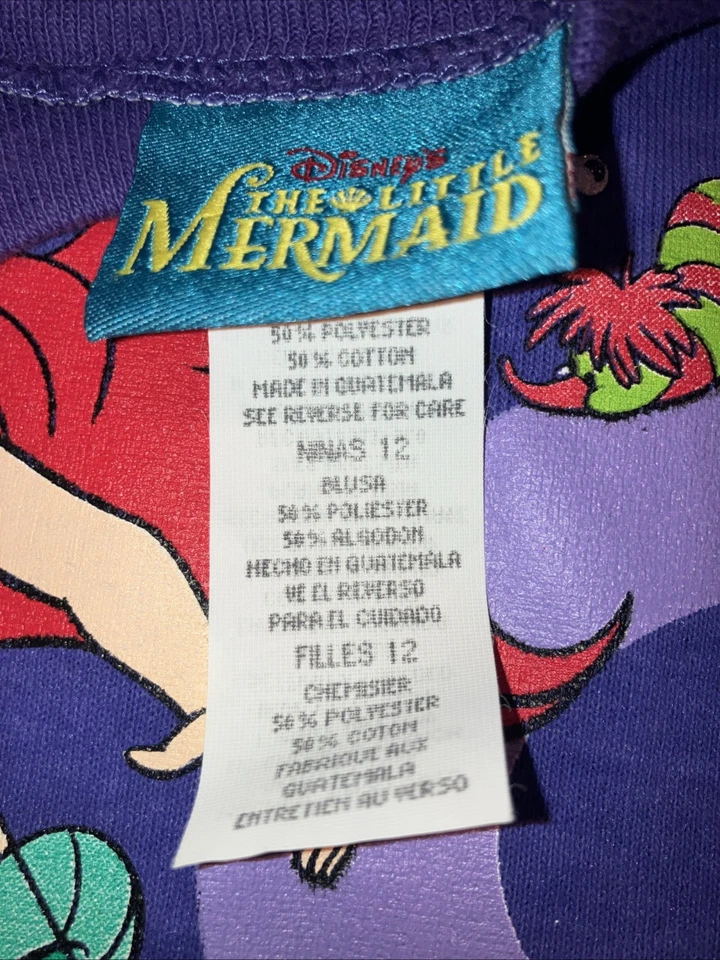 Disney's
THE LITTLE
MERMAID
50% POLYESTER
50% COTTON
MADE IN GUATEMALA
SEE REVERSE FOR CARE
NINAS 12
BLUSA
50% POLIESTER
50% ALGODON
HECHO EN GUATEMALA
VE EL REVERSO
PARA EL CUIDADO
FILLES 12
CHEMISIER
50% POLYESTER
50% COTON
FABRIQUE AUX
GUATEMALA
ENTRETIEN AU VERSO